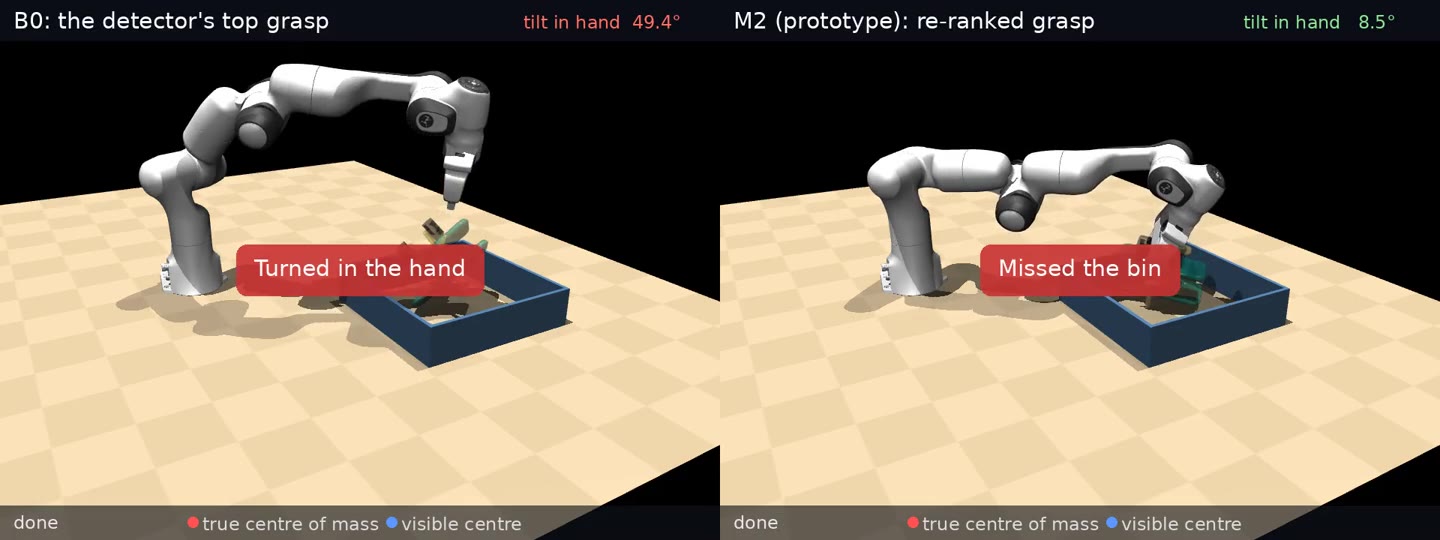 B0: the detector's top grasp
tilt in hand 49.4°
M2 (prototype): re-ranked grasp
tilt in hand 8.5°
Turned in the hand
Missed the bin
done
true centre of mass
visible centre
done
true centre of mass
visible centre